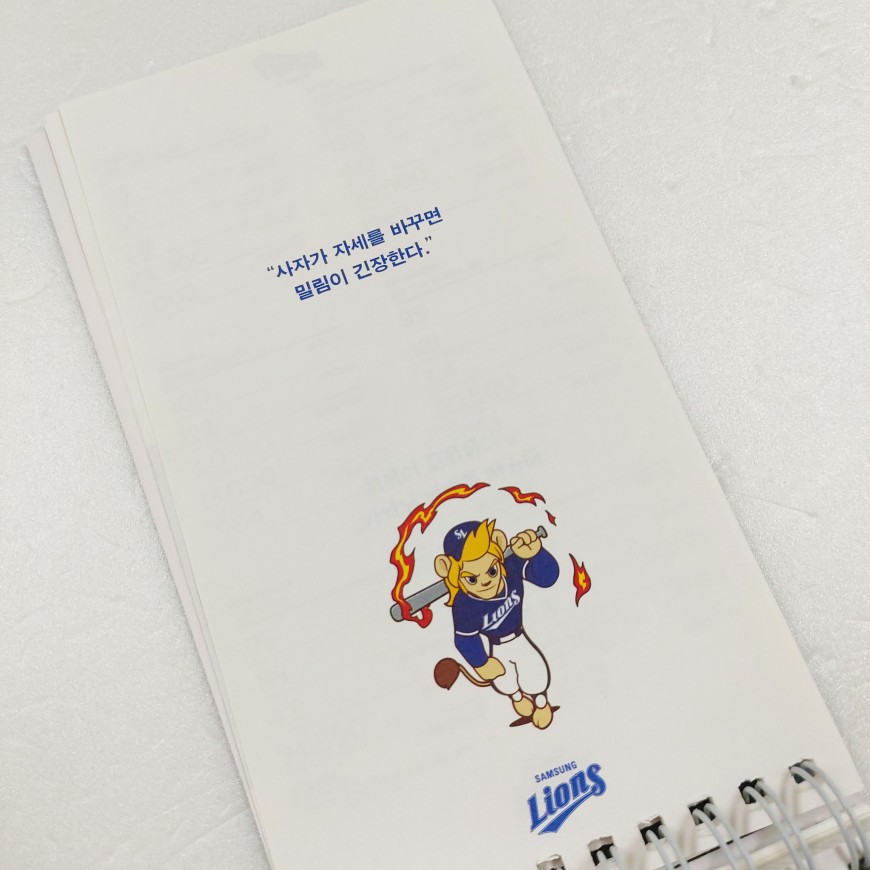 “사자가 자세를 바꾸면
밀림이 긴장한다.”
SL
Lions
SAMSUNG
Lions